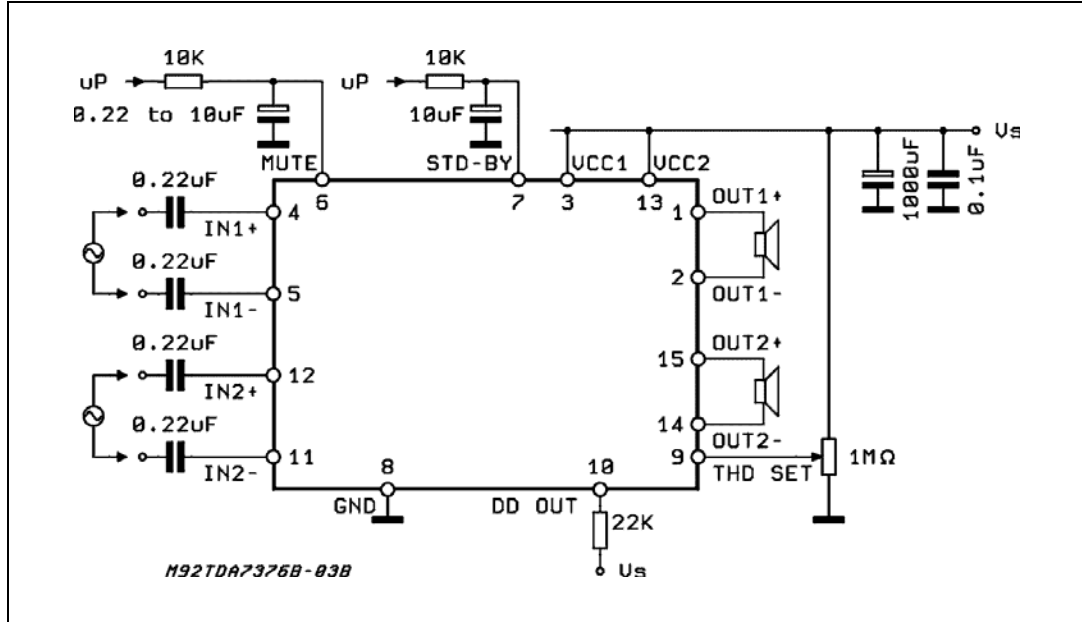 10K
uP
0.22 to 10uF
10K
uP
10uF
Vs
1000uF
0.1uF
MUTE
STD-BY
VCC1
VCC2
6
7
3
13
0.22uF
IN1+
4
0.22uF
IN1-
5
0.22uF
IN2+
12
0.22uF
IN2-
11
1
OUT1+
2
OUT1-
15
OUT2+
14
OUT2-
9
THD SET
1MΩ
8
GND
10
DD OUT
22K
Vs
M92TDA7376B-03B